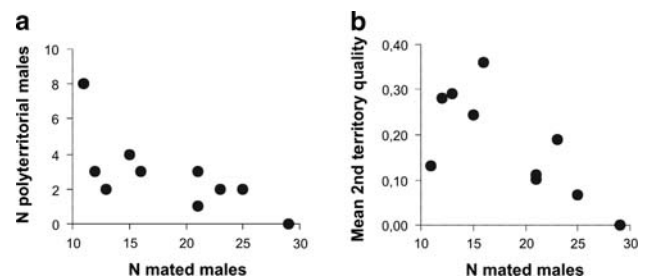 a
N polyterritorial males
10
8
6
4
2
0
10 15 20 25 30
N mated males
b
Mean 2nd territory quality
0,40
0,30
0,20
0,10
0,00
10 15 20 25 30
N mated males